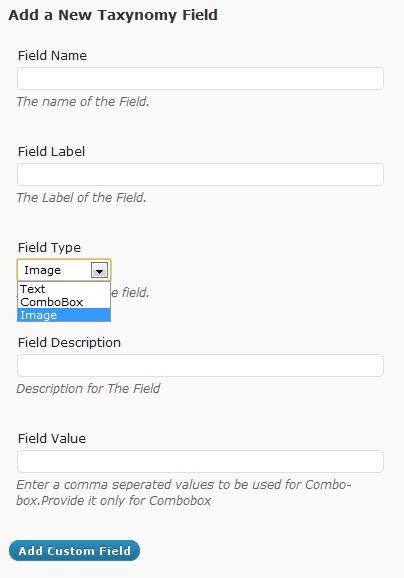 Add a New Taxynomy Field
Field Name
The name of the Field.
Field Label
The Label of the Field.
Field Type
Image
Text
ComboBox
Image
e field.
Field Description
Description for The Field
Field Value
Enter a comma seperated values to be used for Combo-
box.Provide it only for Combobox
Add Custom Field